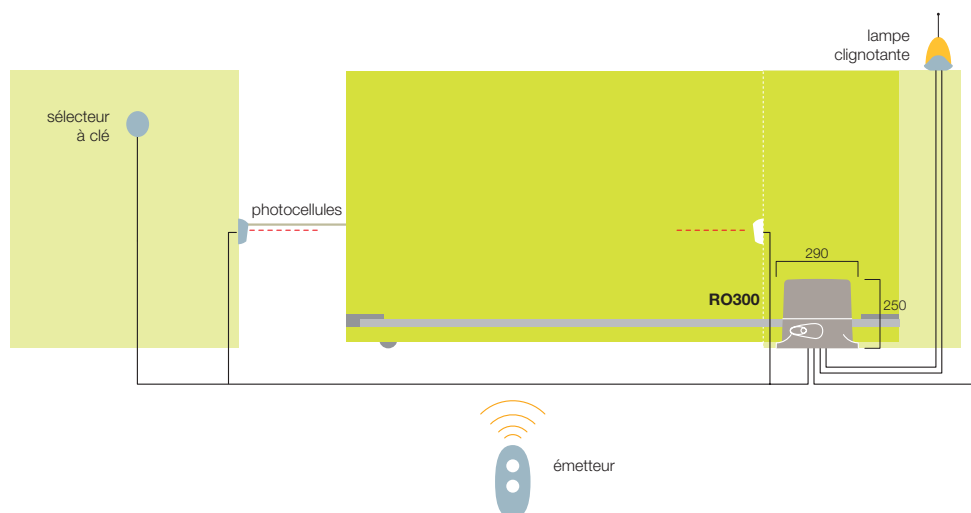 lampe
clignotante
sélecteur
à clé
photocellules
290
RO300
250
émetteur